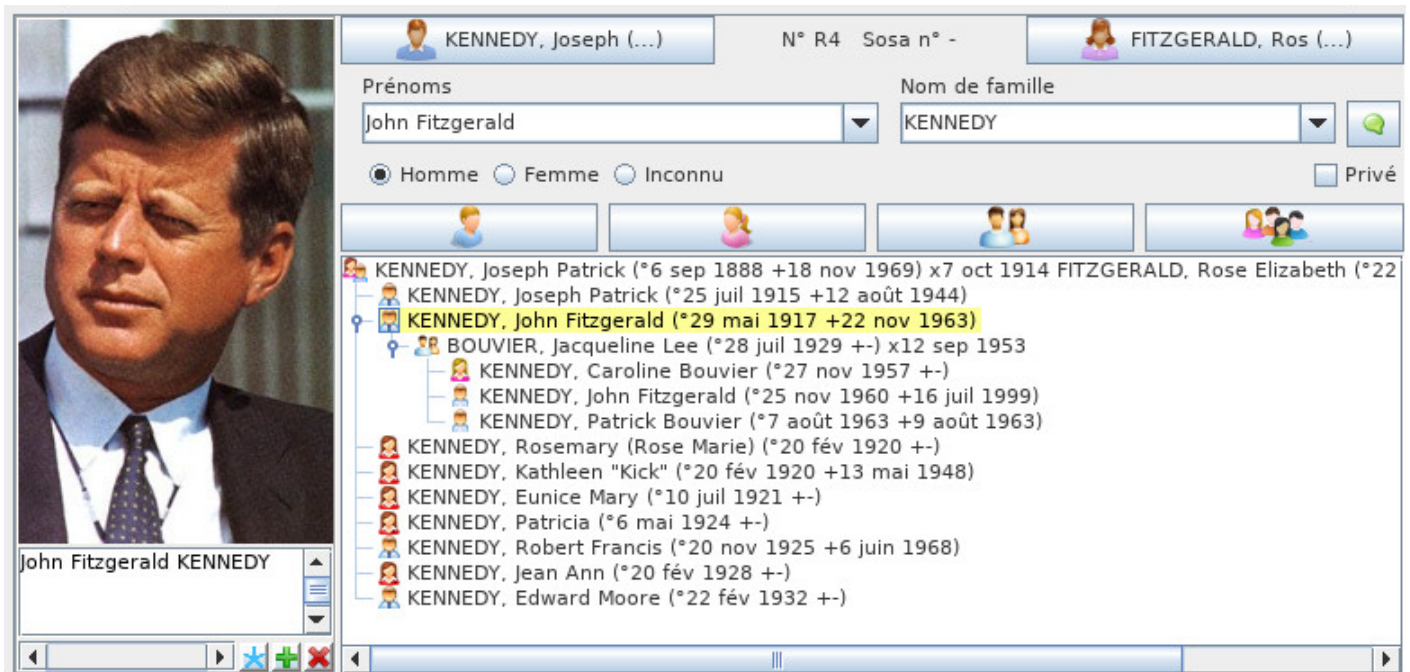 KENNEDY, Joseph (...)
N° R4 Sosa n° -
FITZGERALD, Ros (...)
Prénoms
Nom de famille
John Fitzgerald
KENNEDY
Homme
Femme
Inconnu
Privé
KENNEDY, Joseph Patrick (°6 sep 1888 +18 nov 1969) x7 oct 1914 FITZGERALD, Rose Elizabeth (°22
KENNEDY, Joseph Patrick (°25 juil 1915 +12 août 1944)
KENNEDY, John Fitzgerald (°29 mai 1917 +22 nov 1963)
BOUVIER, Jacqueline Lee (°28 juil 1929 +-) x12 sep 1953
KENNEDY, Caroline Bouvier (°27 nov 1957 +-)
KENNEDY, John Fitzgerald (°25 nov 1960 +16 juil 1999)
KENNEDY, Patrick Bouvier (°7 août 1963 +9 août 1963)
KENNEDY, Rosemary (Rose Marie) (°20 fév 1920 +-)
KENNEDY, Kathleen "Kick" (°20 fév 1920 +13 mai 1948)
KENNEDY, Eunice Mary (°10 juil 1921 +-)
KENNEDY, Patricia (°6 mai 1924 +-)
KENNEDY, Robert Francis (°20 nov 1925 +6 juin 1968)
KENNEDY, Jean Ann (°20 fév 1928 +-)
KENNEDY, Edward Moore (°22 fév 1932 +-)
John Fitzgerald KENNEDY